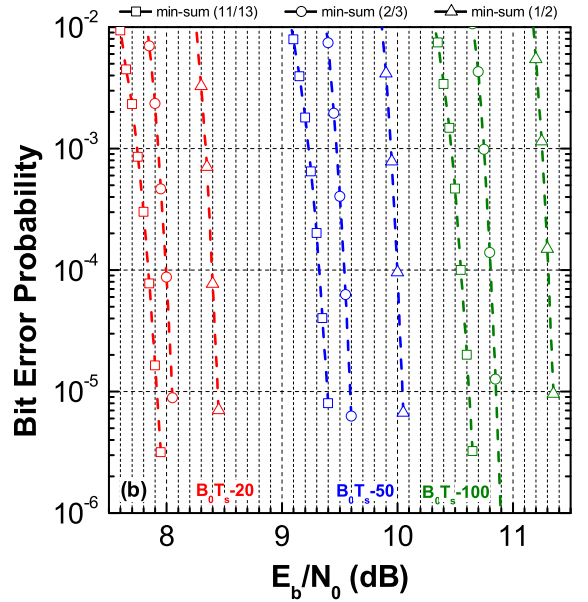 min-sum (11/13) min-sum (2/3) min-sum (1/2)
10⁻²
10⁻³
10⁻⁴
10⁻⁵
10⁻⁶
Bit Error Probability
(b) B₀Tₛ-20 B₀Tₛ-50 B₀Tₛ-100
8 9 10 11
E_b/N₀ (dB)